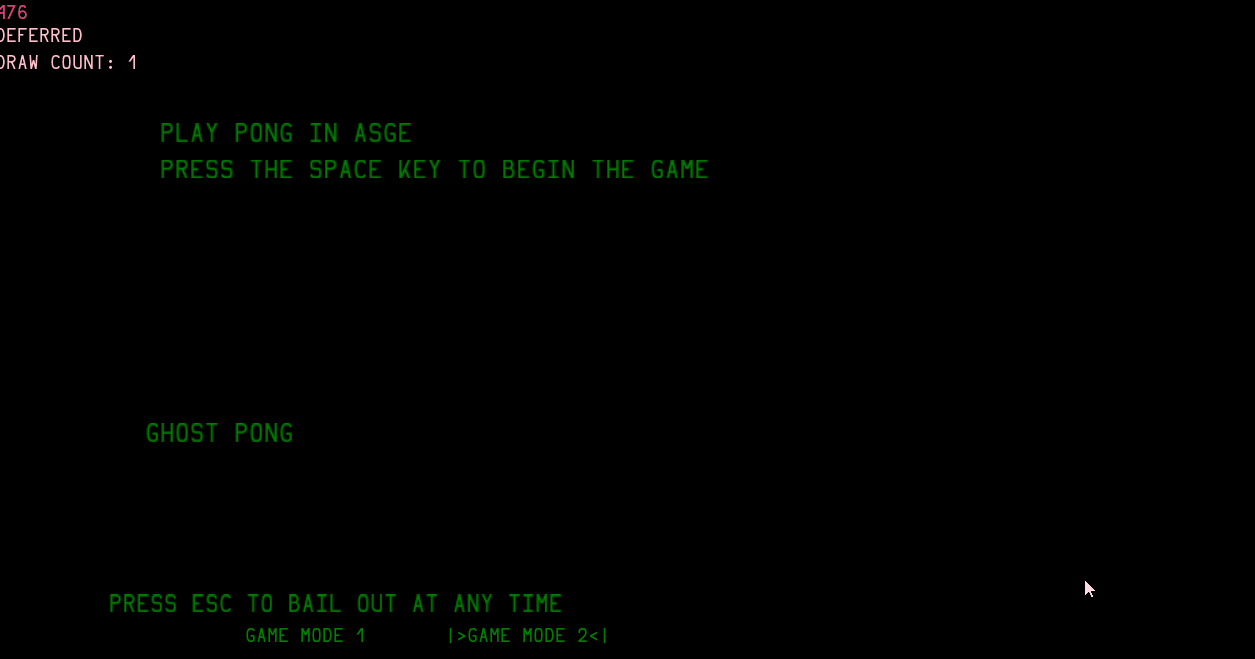 476
DEFERRED
DRAW COUNT: 1
PLAY PONG IN ASGE
PRESS THE SPACE KEY TO BEGIN THE GAME
GHOST PONG
PRESS ESC TO BAIL OUT AT ANY TIME
GAME MODE 1 |>GAME MODE 2<|